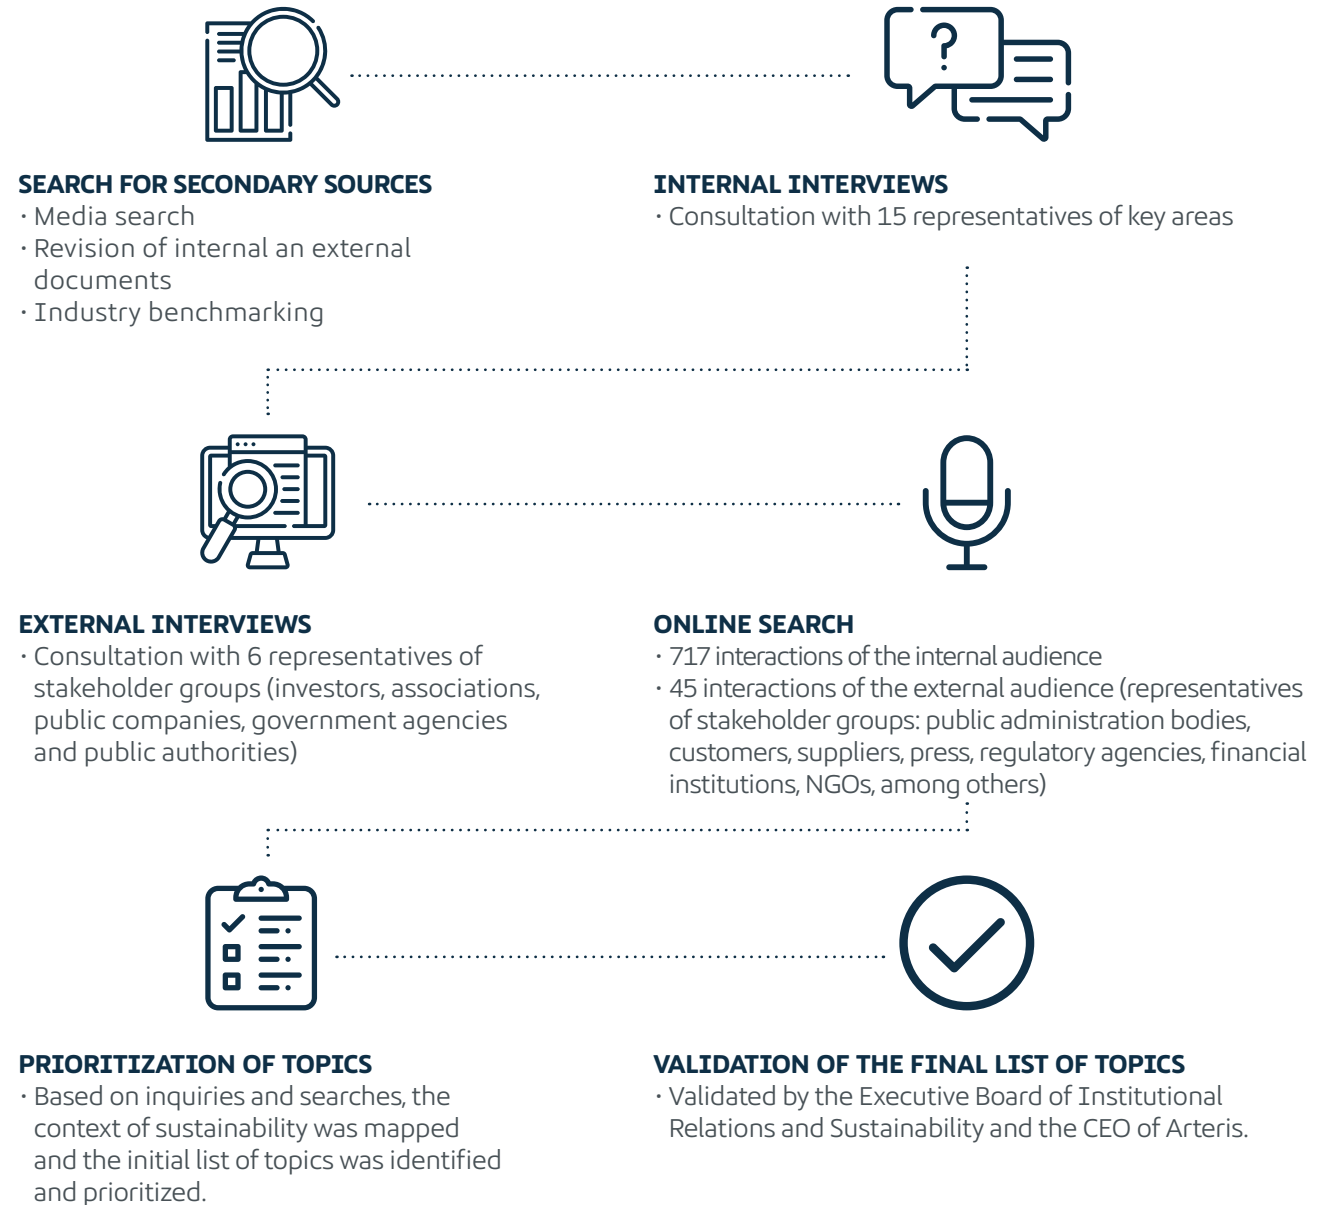 ?
SEARCH FOR SECONDARY SOURCES
· Media search
· Revision of internal an external
documents
· Industry benchmarking
INTERNAL INTERVIEWS
· Consultation with 15 representatives of key areas
EXTERNAL INTERVIEWS
· Consultation with 6 representatives of
stakeholder groups (investors, associations,
public companies, government agencies
and public authorities)
ONLINE SEARCH
· 717 interactions of the internal audience
· 45 interactions of the external audience (representatives
of stakeholder groups: public administration bodies,
customers, suppliers, press, regulatory agencies, financial
institutions, NGOs, among others)
PRIORITIZATION OF TOPICS
· Based on inquiries and searches, the
context of sustainability was mapped
and the initial list of topics was identified
and prioritized.
VALIDATION OF THE FINAL LIST OF TOPICS
· Validated by the Executive Board of Institutional
Relations and Sustainability and the CEO of Arteris.